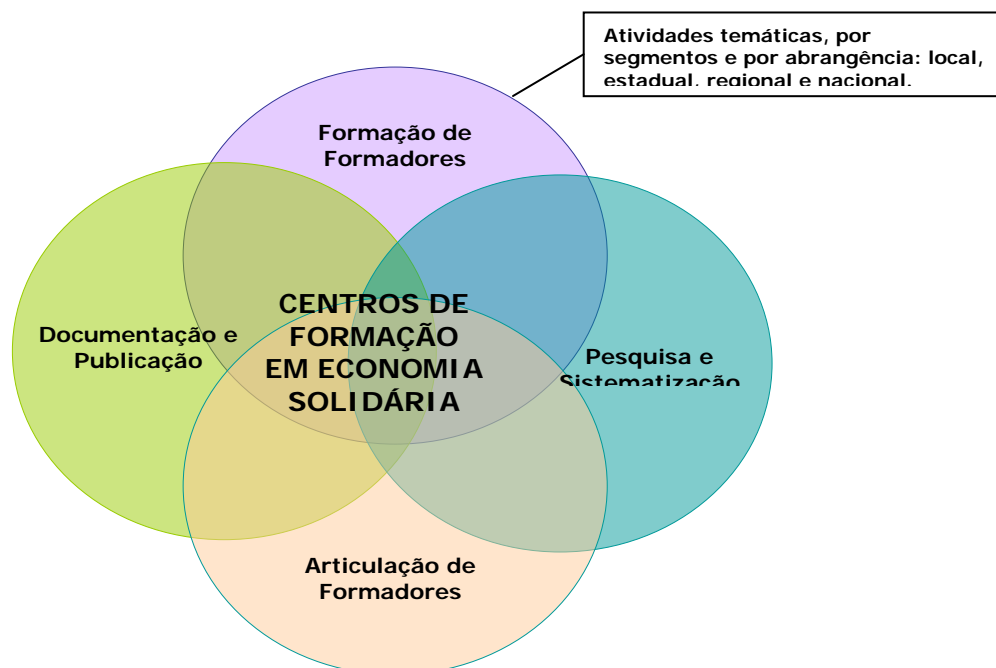 Atividades temáticas, por
segmentos e por abrangência: local,
estadual, regional e nacional.
Formação de
Formadores
CENTROS DE
FORMAÇÃO
EM ECONOMIA
SOLIDÁRIA
Documentação e
Publicação
Pesquisa e
Sistematização
Articulação de
Formadores